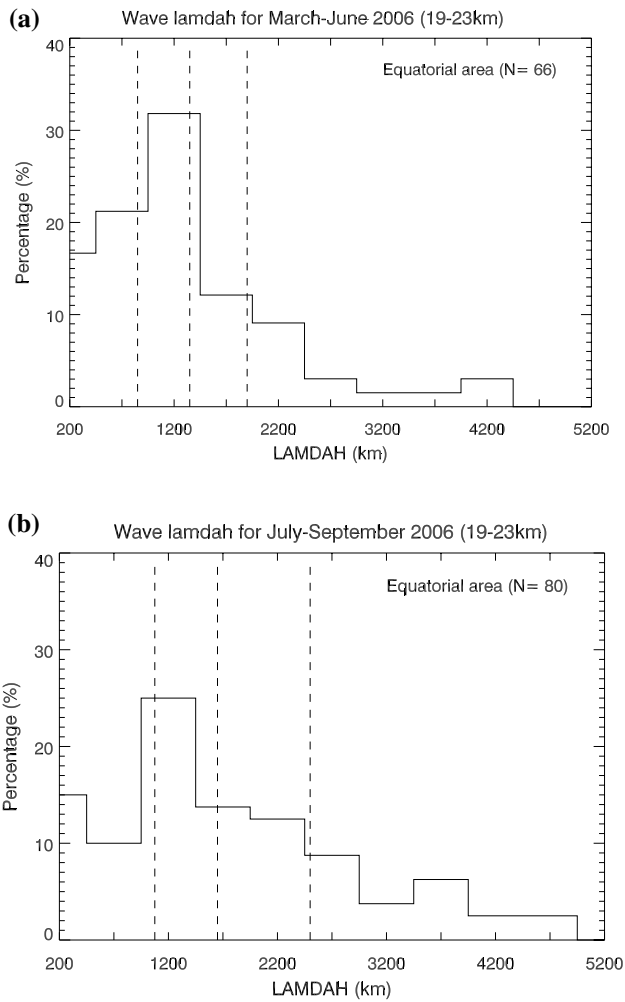 (a)
Wave lamdah for March-June 2006 (19-23km)
Equatorial area (N= 66)
Percentage (%)
40
30
20
10
0
200 1200 2200 3200 4200 5200
LAMDAH (km)
(b)
Wave lamdah for July-September 2006 (19-23km)
Equatorial area (N= 80)
Percentage (%)
40
30
20
10
0
200 1200 2200 3200 4200 5200
LAMDAH (km)